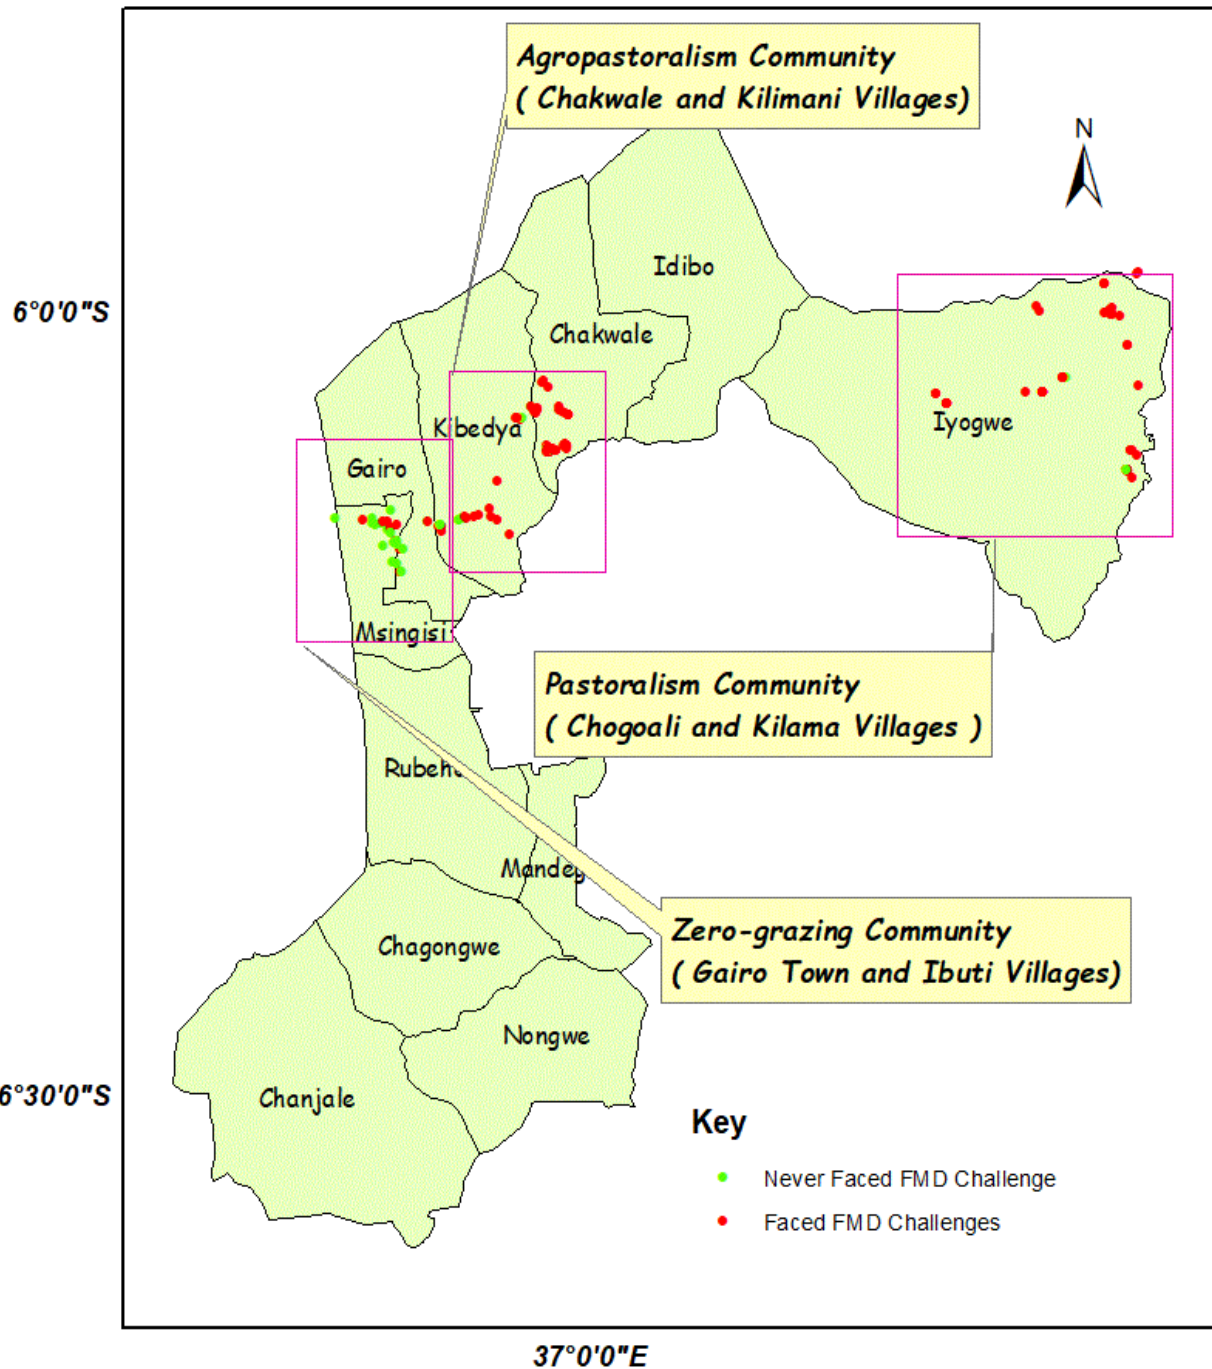 Agropastoralism Community
( Chakwale and Kilimani Villages)
N
Idibo
6°0'0"S
Chakwale
Iyogwe
Kibedya
Gairo
Msingisi
Pastoralism Community
( Chogoali and Kilama Villages )
Rubeho
Mandeg
Zero-grazing Community
( Gairo Town and Ibuti Villages)
Chagongwe
Nongwe
6°30'0"S
Chanjale
Key
Never Faced FMD Challenge
Faced FMD Challenges
37°0'0"E